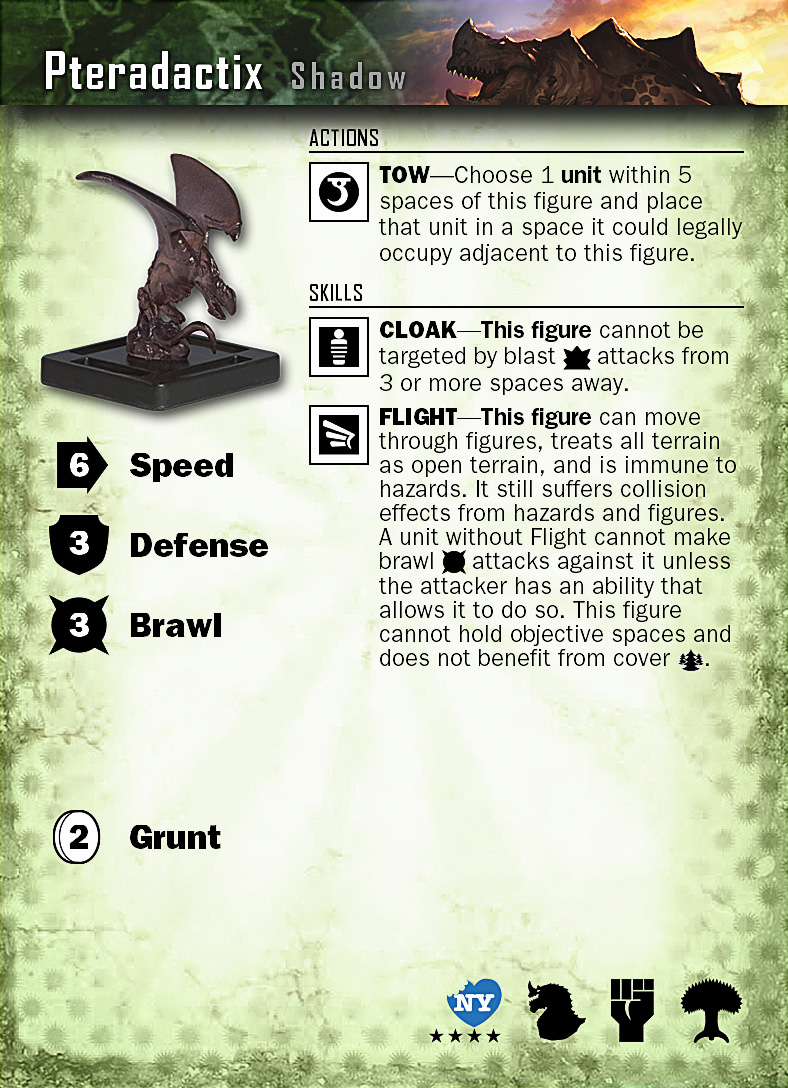 Pteradactix Shadow
ACTIONS
TOW—Choose 1 unit within 5
spaces of this figure and place
that unit in a space it could legally
occupy adjacent to this figure.
SKILLS
CLOAK—This figure cannot be
targeted by blast attacks from
3 or more spaces away.
FLIGHT—This figure can move
through figures, treats all terrain
as open terrain, and is immune to
hazards. It still suffers collision
effects from hazards and figures.
A unit without Flight cannot make
brawl attacks against it unless
the attacker has an ability that
allows it to do so. This figure
cannot hold objective spaces and
does not benefit from cover .
6 Speed
3 Defense
3 Brawl
2 Grunt
NY